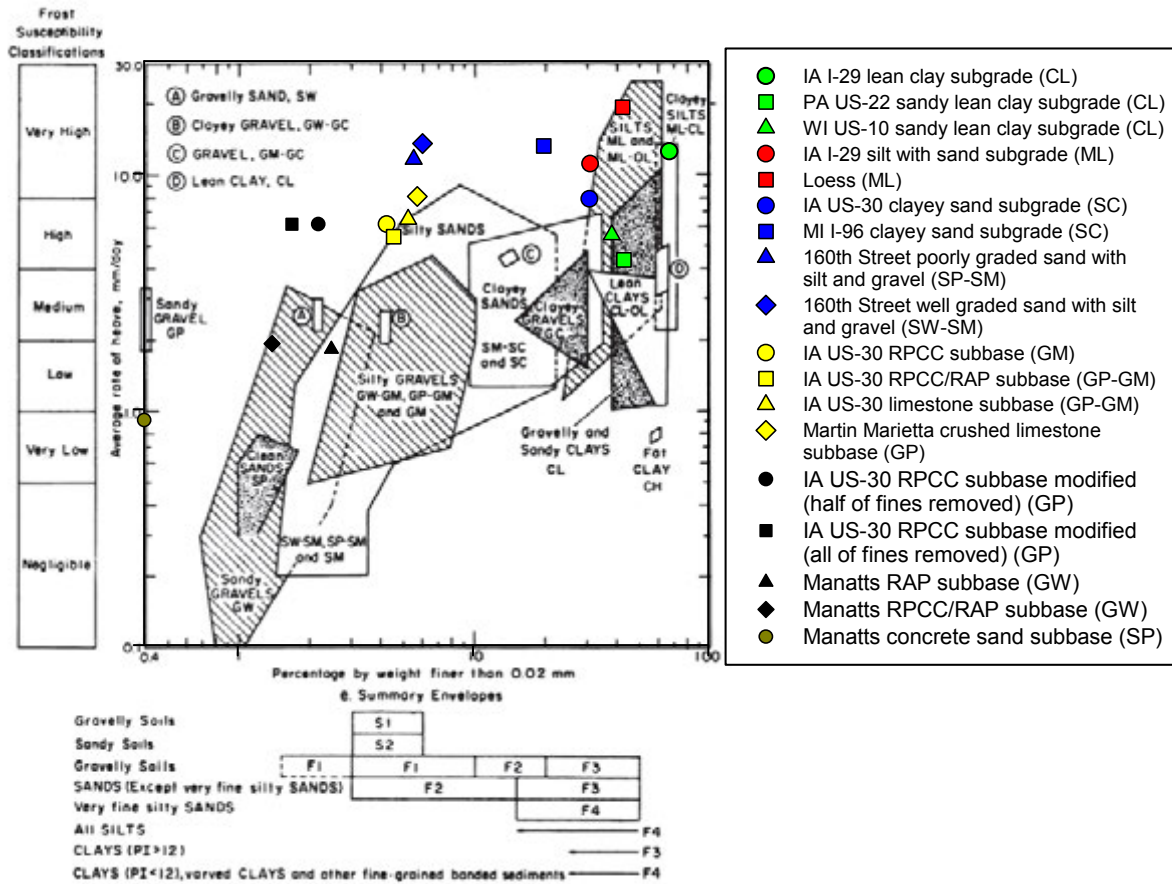 Frost
Susceptibility
Classifications
Very High
High
Medium
Low
Very Low
Negligible
Average rate of heave, mm/day
30.0
10.0
1.0
0.1
0.4
1
10
100
Percentage by weight finer than 0.02 mm
A Gravelly SAND, SW
B Clayey GRAVEL, GW-GC
C GRAVEL, GM-GC
D Lean CLAY, CL
SILTS
ML and
ML-OL
Clayey
SILTS
ML-CL
Silty SANDS
C
Sandy
GRAVEL
GP
A
B
Clayey
SANDS
SM-SC
and SC
Clayey
GRAVELS
GC
Lean
CLAYS
CL-OL
D
Silty GRAVELS
GW-GM, GP-GM
and GM
Clean
SANDS
SP
Gravelly and
Sandy CLAYS
CL
Fat
CLAY
CH
SW-SM, SP-SM
and SM
Sandy
GRAVELS
GW
e. Summary Envelopes
Gravelly Soils S1
Sandy Soils S2
Gravelly Soils F1 F1 F2 F3
SANDS (Except very fine silty SANDS) F2 F3
Very fine silty SANDS F4
All SILTS F4
CLAYS (PI>12) F3
CLAYS (PI<12), varved CLAYS and other fine-grained banded sediments F4
IA I-29 lean clay subgrade (CL)
PA US-22 sandy lean clay subgrade (CL)
WI US-10 sandy lean clay subgrade (CL)
IA I-29 silt with sand subgrade (ML)
Loess (ML)
IA US-30 clayey sand subgrade (SC)
MI I-96 clayey sand subgrade (SC)
160th Street poorly graded sand with
silt and gravel (SP-SM)
160th Street well graded sand with silt
and gravel (SW-SM)
IA US-30 RPCC subbase (GM)
IA US-30 RPCC/RAP subbase (GP-GM)
IA US-30 limestone subbase (GP-GM)
Martin Marietta crushed limestone
subbase (GP)
IA US-30 RPCC subbase modified
(half of fines removed) (GP)
IA US-30 RPCC subbase modified
(all of fines removed) (GP)
Manatts RAP subbase (GW)
Manatts RPCC/RAP subbase (GW)
Manatts concrete sand subbase (SP)